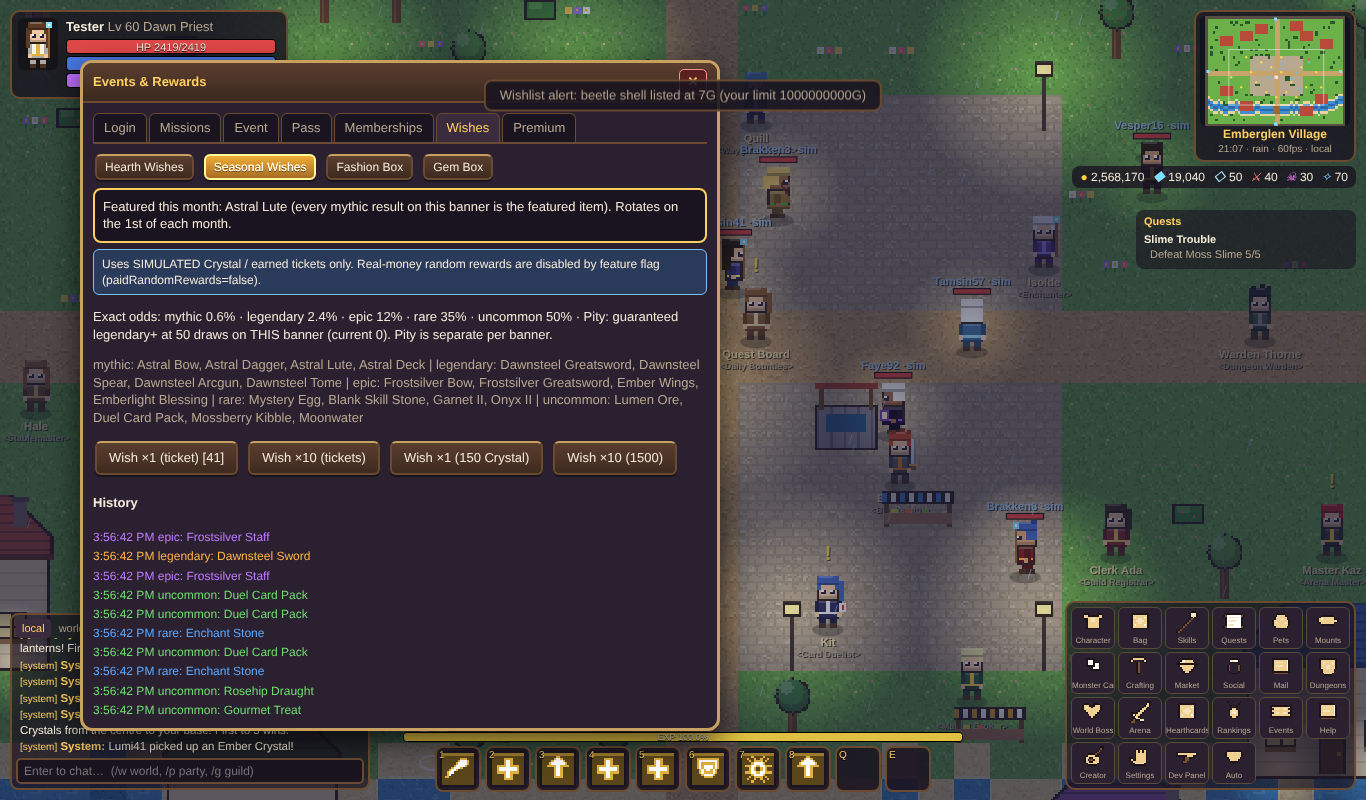 Tester Lv 60 Dawn Priest
HP 2419/2419
Events & Rewards
Wishlist alert: beetle shell listed at 7G (your limit 1000000000G)
Login
Missions
Event
Pass
Memberships
Wishes
Premium
Hearth Wishes
Seasonal Wishes
Fashion Box
Gem Box
Featured this month: Astral Lute (every mythic result on this banner is the featured item). Rotates on
the 1st of each month.
Uses SIMULATED Crystal / earned tickets only. Real-money random rewards are disabled by feature flag
(paidRandomRewards=false).
Exact odds: mythic 0.6% · legendary 2.4% · epic 12% · rare 35% · uncommon 50% · Pity: guaranteed
legendary+ at 50 draws on THIS banner (current 0). Pity is separate per banner.
mythic: Astral Bow, Astral Dagger, Astral Lute, Astral Deck | legendary: Dawnsteel Greatsword, Dawnsteel
Spear, Dawnsteel Arcgun, Dawnsteel Tome | epic: Frostsilver Bow, Frostsilver Greatsword, Ember Wings,
Emberlight Blessing | rare: Mystery Egg, Blank Skill Stone, Garnet II, Onyx II | uncommon: Lumen Ore,
Duel Card Pack, Mossberry Kibble, Moonwater
Wish ×1 (ticket) [41]
Wish ×10 (tickets)
Wish ×1 (150 Crystal)
Wish ×10 (1500)
History
3:56:42 PM epic: Frostsilver Staff
3:56:42 PM legendary: Dawnsteel Sword
3:56:42 PM epic: Frostsilver Staff
3:56:42 PM uncommon: Duel Card Pack
3:56:42 PM uncommon: Duel Card Pack
3:56:42 PM rare: Enchant Stone
3:56:42 PM uncommon: Duel Card Pack
3:56:42 PM rare: Enchant Stone
3:56:42 PM uncommon: Rosehip Draught
3:56:42 PM uncommon: Gourmet Treat
Emberglen Village
21:07 · rain · 60fps · local
2,568,170 19,040 50 40 30 70
Quests
Slime Trouble
Defeat Moss Slime 5/5
Quill
Brakken3 ·sim
Vesper16 ·sim
Tamsin57 ·sim
Isolde
<Enchanter>
Quest Board
<Daily Bounties>
Warden Thorne
<Dungeon Warden>
Faye92 ·sim
Hale
<Stablemaster>
Brakken6 ·sim
Clerk Ada
<Guild Registrar>
Master Kaz
<Arena Master>
Kit
<Card Duelist>
local
lanterns!
[system]
[system]
[system]
[system]
Crystals from the centre to your base! First to 3 wins.
[system] System: Lumi41 picked up an Ember Crystal!
Enter to chat… (/w world, /p party, /g guild)
EXP 100.0%
1
2
3
4
5
6
7
8
Q
E
Character
Bag
Skills
Quests
Pets
Mounts
Monster Ca
Crafting
Market
Social
Mail
Dungeons
World Boss
Arena
Hearthcards
Rankings
Events
Help
Creator
Settings
Dev Panel
Auto